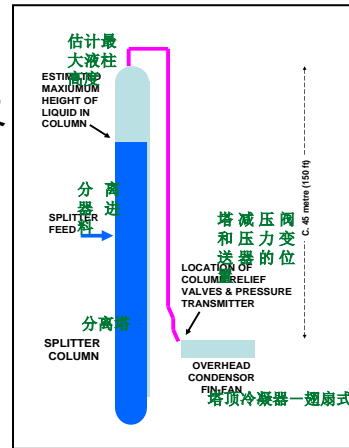 估计最
大液柱
高度
ESTIMATED
MAXIUMUM
HEIGHT OF
LIQUID IN
COLUMN
分 离
器 进
料
SPLITTER
FEED
C. 45 metre (150 ft)
塔 减 压 阀
和 压 力 变
送 器 的 位
置
LOCATION OF
COLUMN RELIEF
VALVES & PRESSURE
TRANSMITTER
分离塔
SPLITTER
COLUMN
OVERHEAD
CONDENSOR
FIN-FAN
塔顶冷凝器－翅扇式